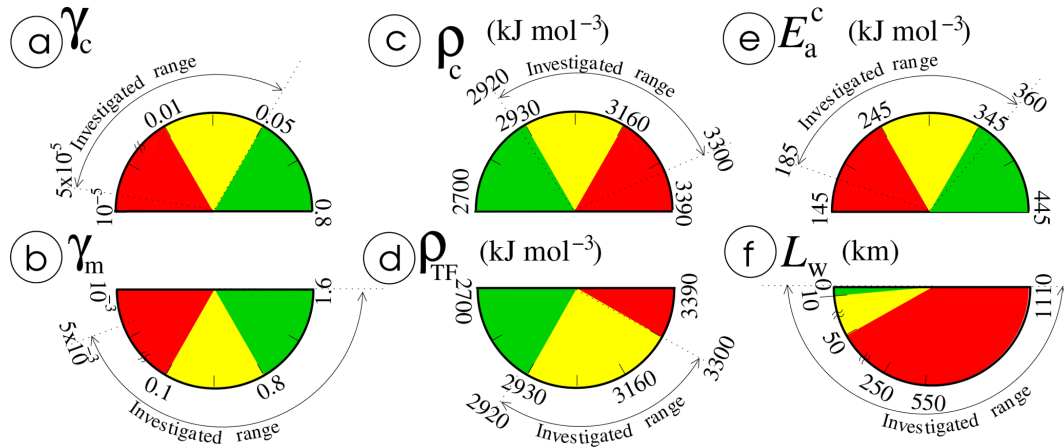 a γc
Investigated range
5x10⁻⁵
10⁻⁵
0.01
0.05
0.8
c ρc (kJ mol⁻³)
Investigated range
2920
2700
2930
3160
3300
3390
e Eₐᶜ (kJ mol⁻³)
Investigated range
185
145
245
345
360
445
b γm
10⁻³
5x10⁻³
0.1
0.8
1.6
Investigated range
d ρTF (kJ mol⁻³)
2700
2930
2920
3160
3300
3390
Investigated range
f Lw (km)
0
10
50
250
550
1110
Investigated range